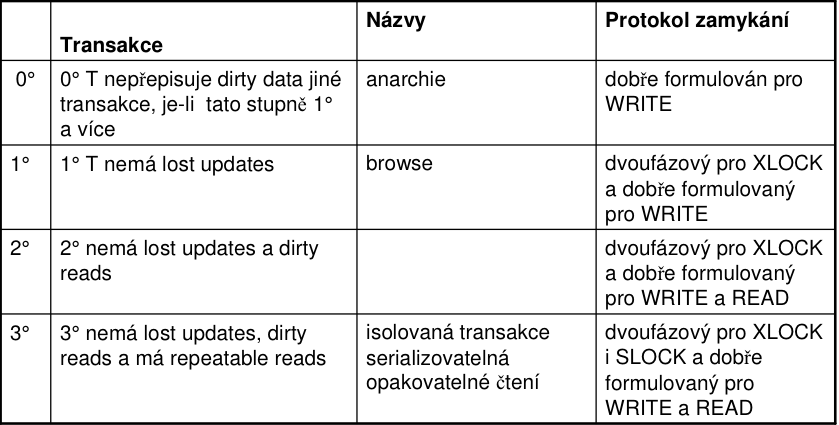 Transakce
Názvy
Protokol zamykání
0°
0° T nepřepisuje dirty data jiné
transakce, je-li tato stupně 1°
a více
anarchie
dobře formulován pro
WRITE
1°
1° T nemá lost updates
browse
dvoufázový pro XLOCK
a dobře formulovaný
pro WRITE
2°
2° nemá lost updates a dirty
reads
dvoufázový pro XLOCK
a dobře formulovaný
pro WRITE a READ
3°
3° nemá lost updates, dirty
reads a má repeatable reads
isolovaná transakce
serializovatelná
opakovatelné čtení
dvoufázový pro XLOCK
i SLOCK a dobře
formulovaný pro
WRITE a READ